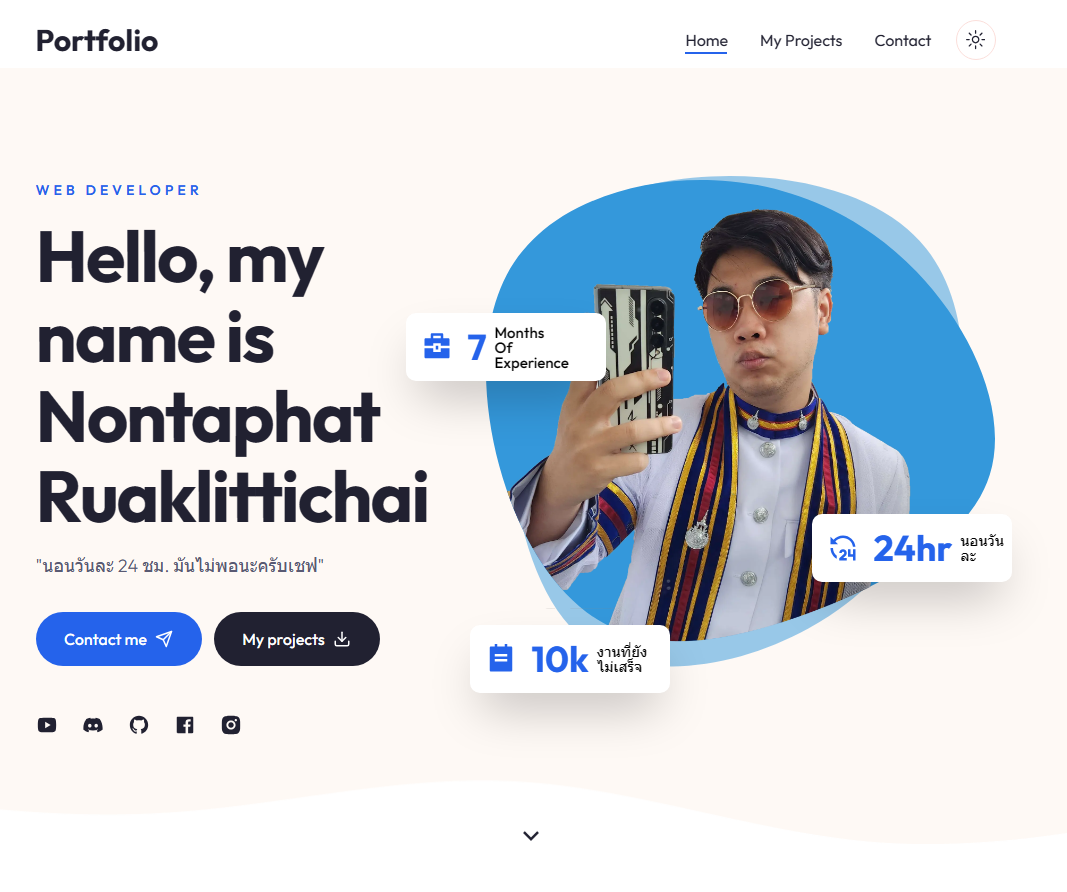 Portfolio
Home
My Projects
Contact
WEB DEVELOPER
Hello, my
name is
Nontaphat
Ruaklittichai
"นอนวันละ 24 ชม. มันไม่พอนะครับเชฟ"
Contact me
My projects
7
Months
Of
Experience
24
24hr
นอนวัน
ละ
10k
งานที่ยัง
ไม่เสร็จ